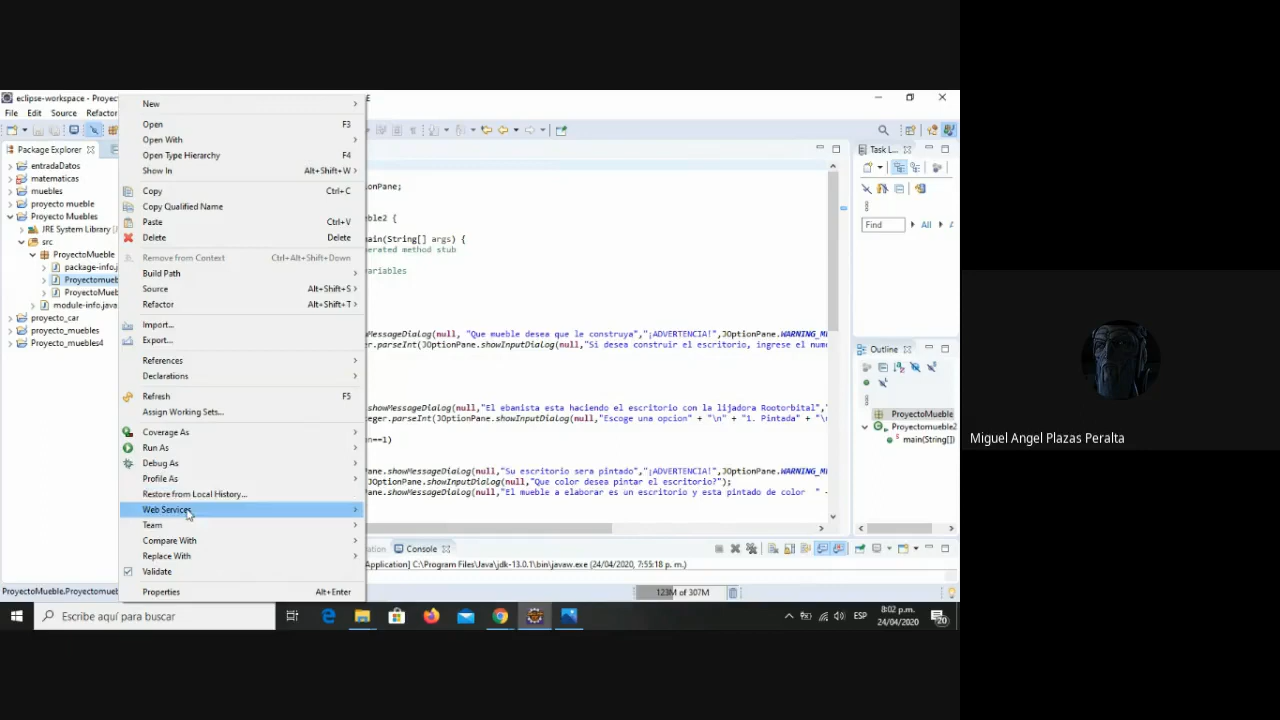 eclipse-workspace - Proyec
E
File Edit Source Refactor
Package Explorer
entradaDatos
matematicas
muebles
proyecto mueble
Proyecto Muebles
JRE System Library [
src
ProyectoMueble
package-info.j
Proyectomueb
ProyectoMueb
module-info.java
proyecto_car
proyecto_muebles
Proyecto_muebles4
New
Open F3
Open With
Open Type Hierarchy F4
Show In Alt+Shift+W
Copy Ctrl+C
Copy Qualified Name
Paste Ctrl+V
Delete Delete
Remove from Context Ctrl+Alt+Shift+Down
Build Path
Source Alt+Shift+S
Refactor Alt+Shift+T
Import...
Export...
References
Declarations
Refresh F5
Assign Working Sets...
Coverage As
Run As
Debug As
Profile As
Restore from Local History...
Web Services
Team
Compare With
Replace With
Validate
Properties Alt+Enter
onPane;
ble2 {
main(String[] args) {
erated method stub
variables
MessageDialog(null, "Que mueble desea que le construya","¡ADVERTENCIA!",JOptionPane.WARNING_M
r.parseInt(JOptionPane.showInputDialog(null,"Si desea construir el escritorio, ingrese el nume
showMessageDialog(null,"El ebanista esta haciendo el escritorio con la lijadora Rootorbital",
eger.parseInt(JOptionPane.showInputDialog(null,"Escoge una opcion" + "\n" + "1. Pintada" + "\
n==1)
ane.showMessageDialog(null,"Su escritorio sera pintado","¡ADVERTENCIA!",JOptionPane.WARNING_M
nPane.showInputDialog(null,"Que color desea pintar el escritorio?");
ane.showMessageDialog(null,"El mueble a elaborar es un escritorio y esta pintado de color " +
Task L...
Find All A
Outline
ProyectoMueble
Proyectomueble2
main(String[])
ation Console
Application] C:\Program Files\Java\jdk-13.0.1\bin\javaw.exe (24/04/2020, 7:55:18 p. m.)
ProyectoMueble.Proyectomueb
123M of 307M
Escribe aquí para buscar
ESP
8:02 p.m.
24/04/2020
20
Miguel Angel Plazas Peralta